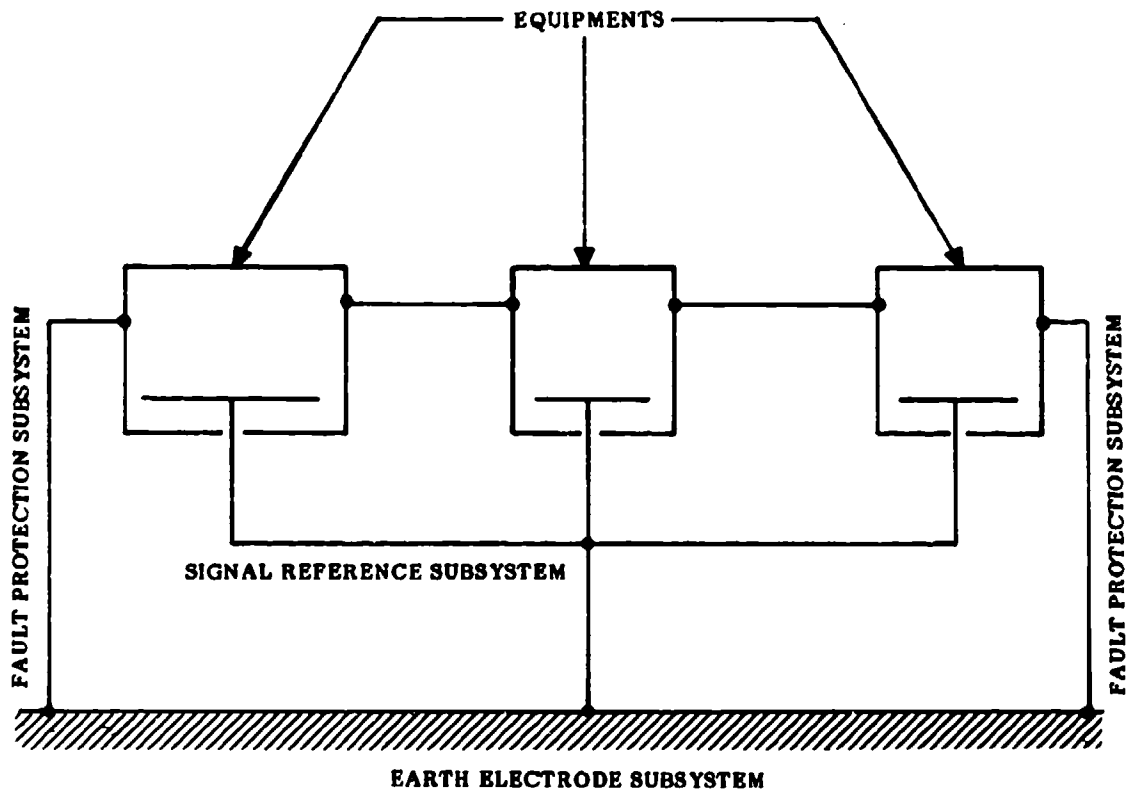 EQUIPMENTS
FAULT PROTECTION SUBSYSTEM
FAULT PROTECTION SUBSYSTEM
SIGNAL REFERENCE SUBSYSTEM
EARTH ELECTRODE SUBSYSTEM